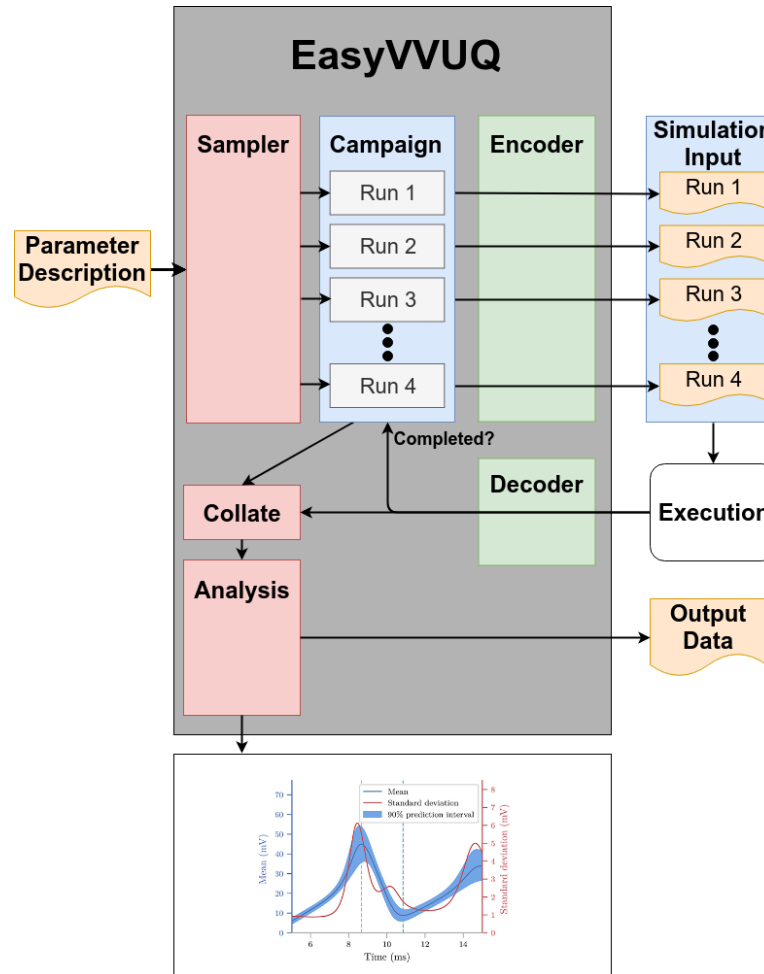 EasyVVUQ
Sampler
Campaign
Encoder
Simulation
Input
Run 1
Run 1
Run 2
Run 2
Parameter
Description
Run 3
Run 3
Run 4
Run 4
Completed?
Decoder
Collate
Execution
Analysis
Output
Data
Mean
Standard deviation
90% prediction interval
Mean (mV)
70
60
50
40
30
20
10
0
Standard deviation (mV)
8
7
6
5
4
3
2
1
0
6 8 10 12 14
Time (ms)